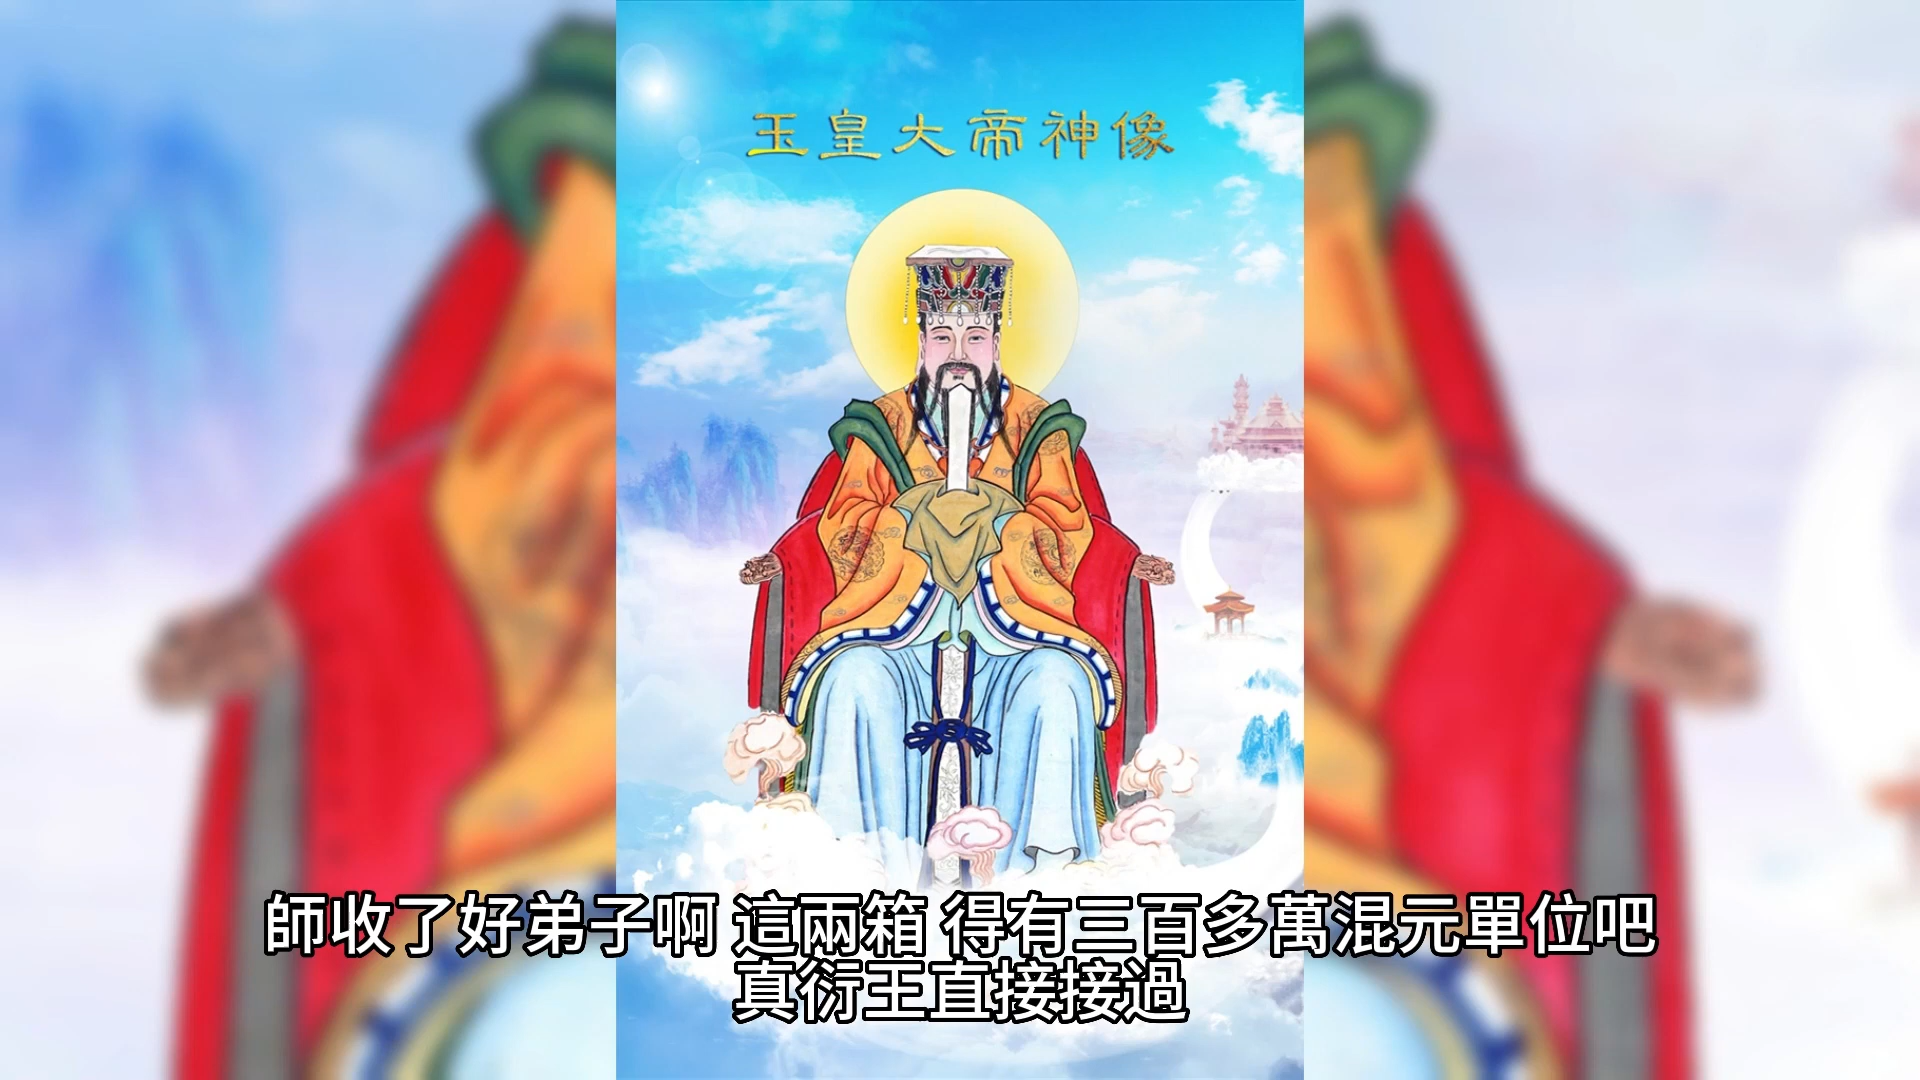 玉皇大帝神像
師收了好弟子啊 這兩箱 得有三百多萬混元單位吧
真衍王直接接過